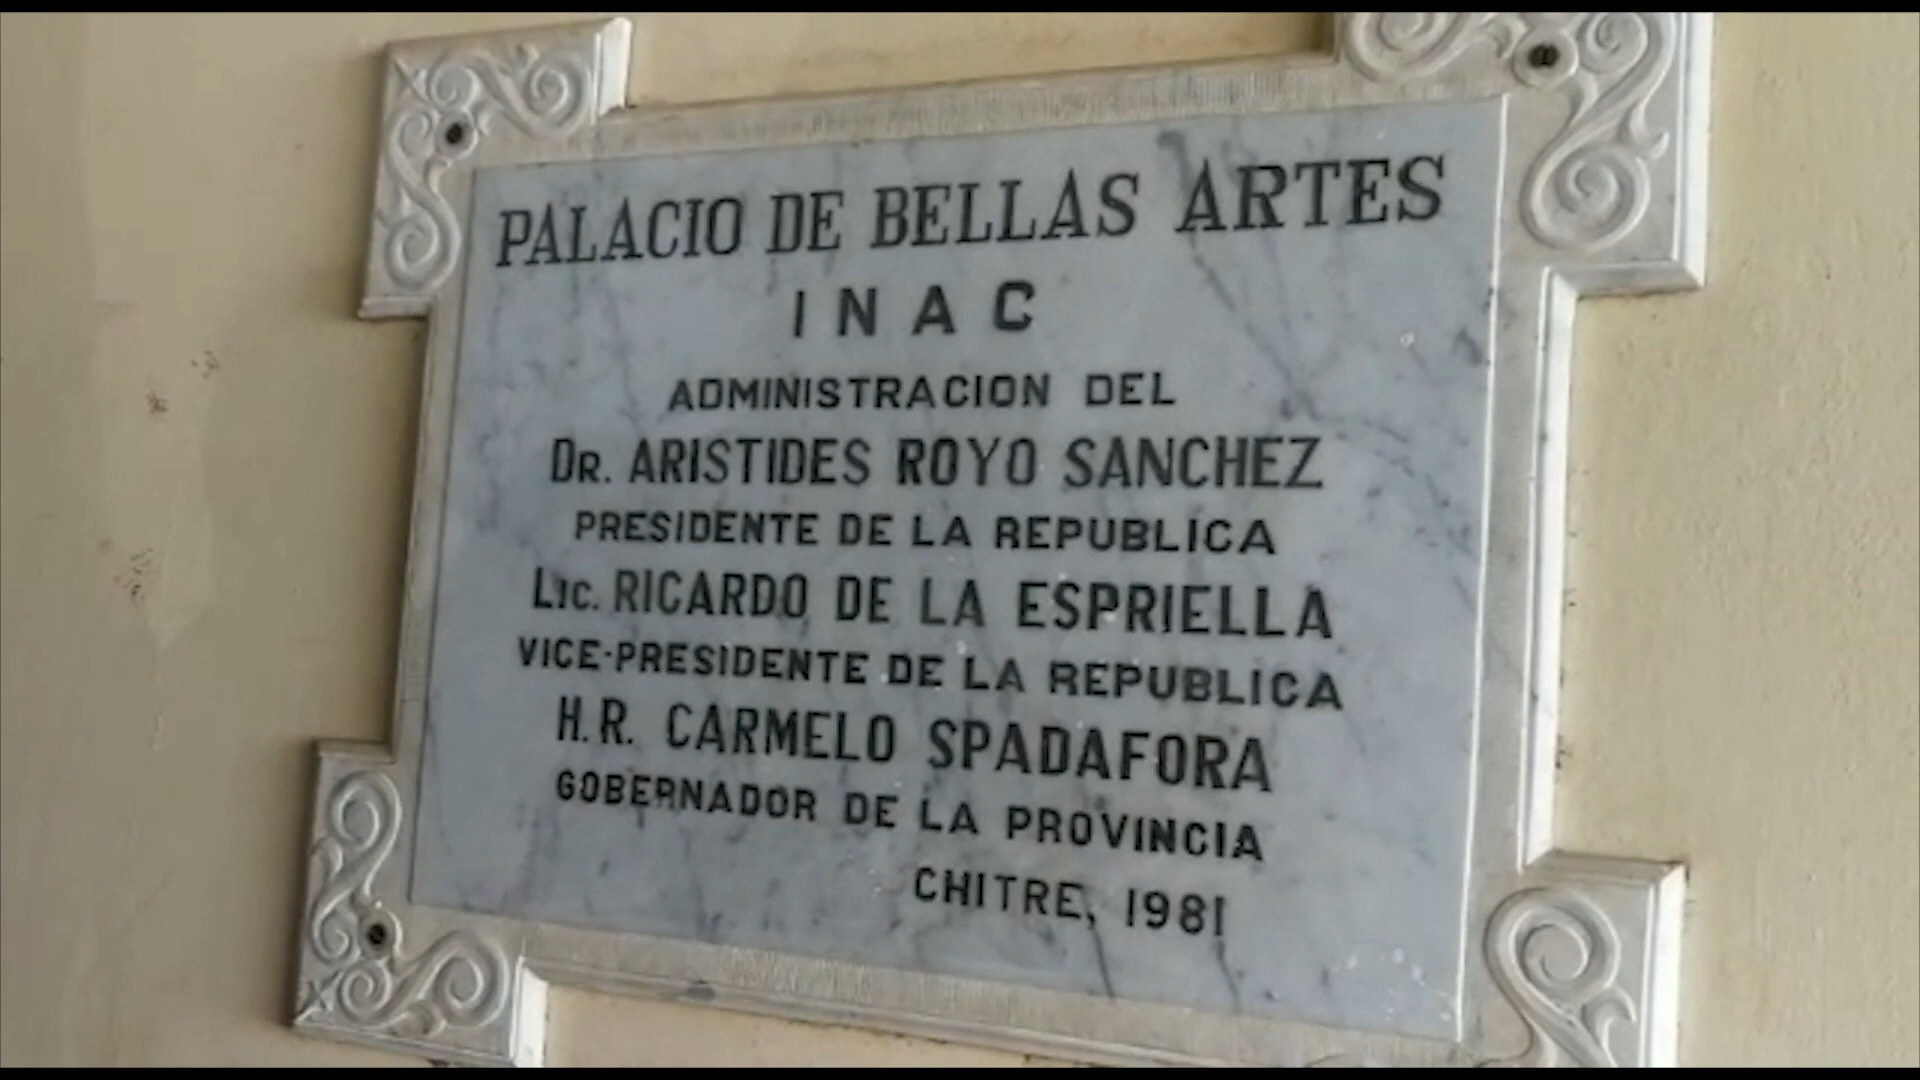 PALACIO DE BELLAS ARTES
INAC
ADMINISTRACION DEL
DR. ARISTIDES ROYO SANCHEZ
PRESIDENTE DE LA REPUBLICA
LIC. RICARDO DE LA ESPRIELLA
VICE-PRESIDENTE DE LA REPUBLICA
H.R. CARMELO SPADAFORA
GOBERNADOR DE LA PROVINCIA
CHITRE, 1981